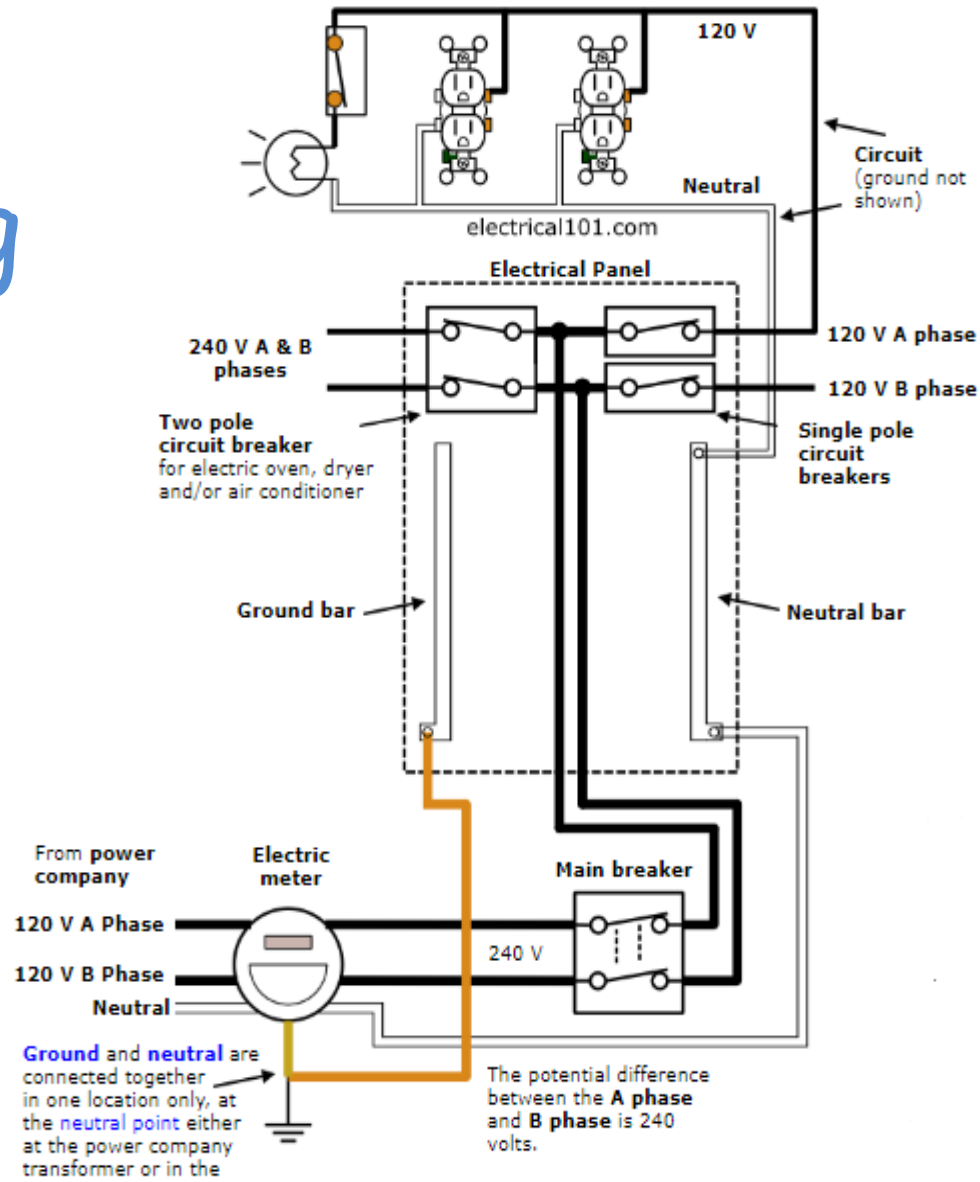 g
120 V
Circuit
(ground not
shown)
Neutral
electrical101.com
Electrical Panel
240 V A & B
phases
120 V A phase
120 V B phase
Two pole
circuit breaker
for electric oven, dryer
and/or air conditioner
Single pole
circuit
breakers
Ground bar
Neutral bar
From power
company
Electric
meter
Main breaker
120 V A Phase
240 V
120 V B Phase
Neutral
Ground and neutral are
connected together
in one location only, at
the neutral point either
at the power company
transformer or in the
The potential difference
between the A phase
and B phase is 240
volts.